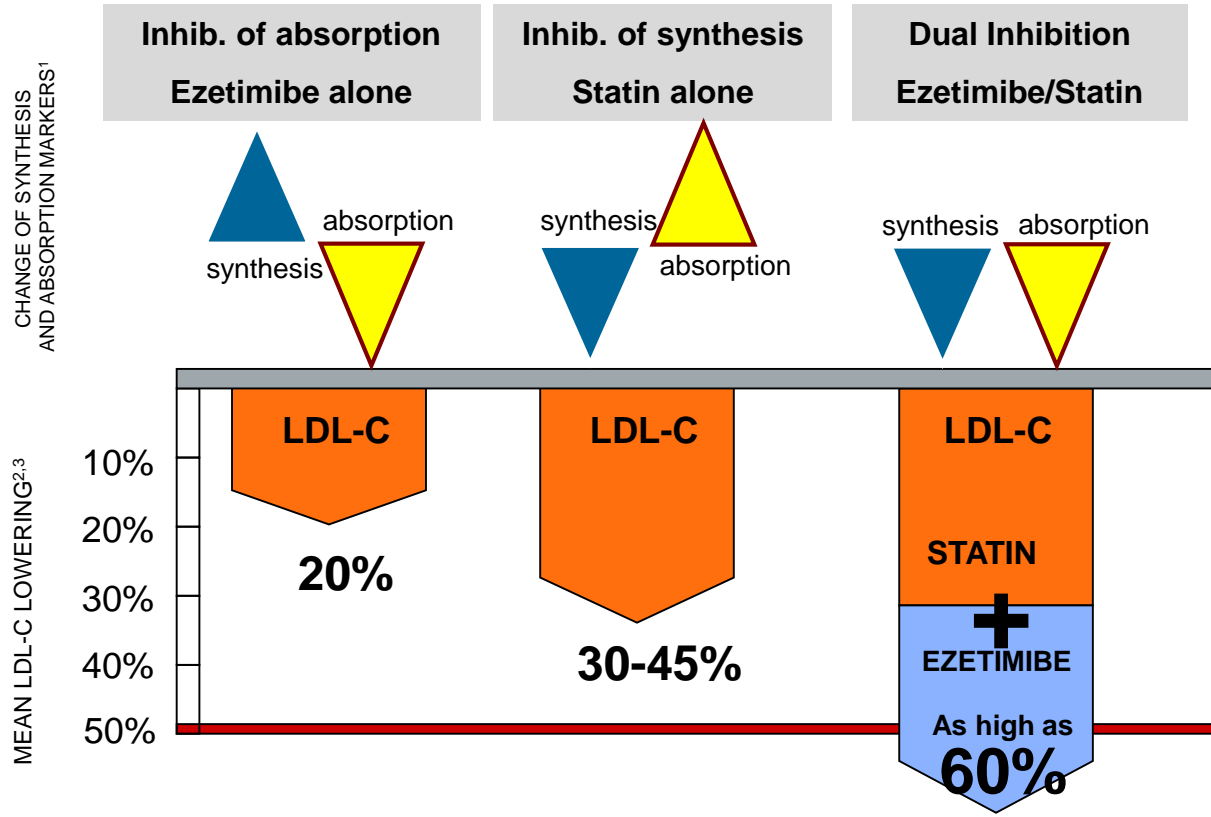 Inhib. of absorption
Ezetimibe alone
Inhib. of synthesis
Statin alone
Dual Inhibition
Ezetimibe/Statin
CHANGE OF SYNTHESIS
AND ABSORPTION MARKERS¹
absorption
synthesis
synthesis
absorption
synthesis
absorption
MEAN LDL-C LOWERING²,³
10%
20%
30%
40%
50%
LDL-C
20%
LDL-C
30-45%
LDL-C
STATIN
+
EZETIMIBE
As high as
60%